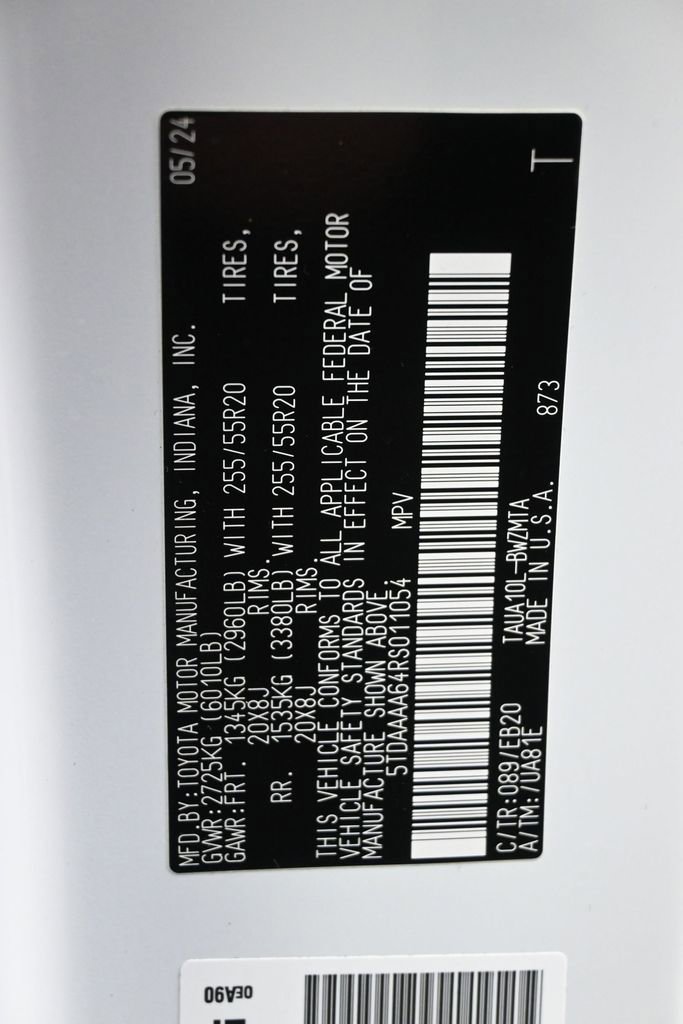 MFD.BY:TOYOTA MOTOR MANUFACTURING, INDIANA, INC. 05/24
GVWR:2725KG (6010LB)
GAWR:FRT. 1345KG (2960LB) WITH 255/55R20 TIRES,
20X8J RIMS.
RR. 1535KG (3380LB) WITH 255/55R20 TIRES,
20X8J RIMS.
THIS VEHICLE CONFORMS TO ALL APPLICABLE FEDERAL MOTOR
VEHICLE SAFETY STANDARDS IN EFFECT ON THE DATE OF
MANUFACTURE SHOWN ABOVE.
5TDAAAA64RS011054 MPV
C/TR:089/EB20 TAUA10L-BWZMTA T
A/TM:/UA81E MADE IN U.S.A. 873
0EA90